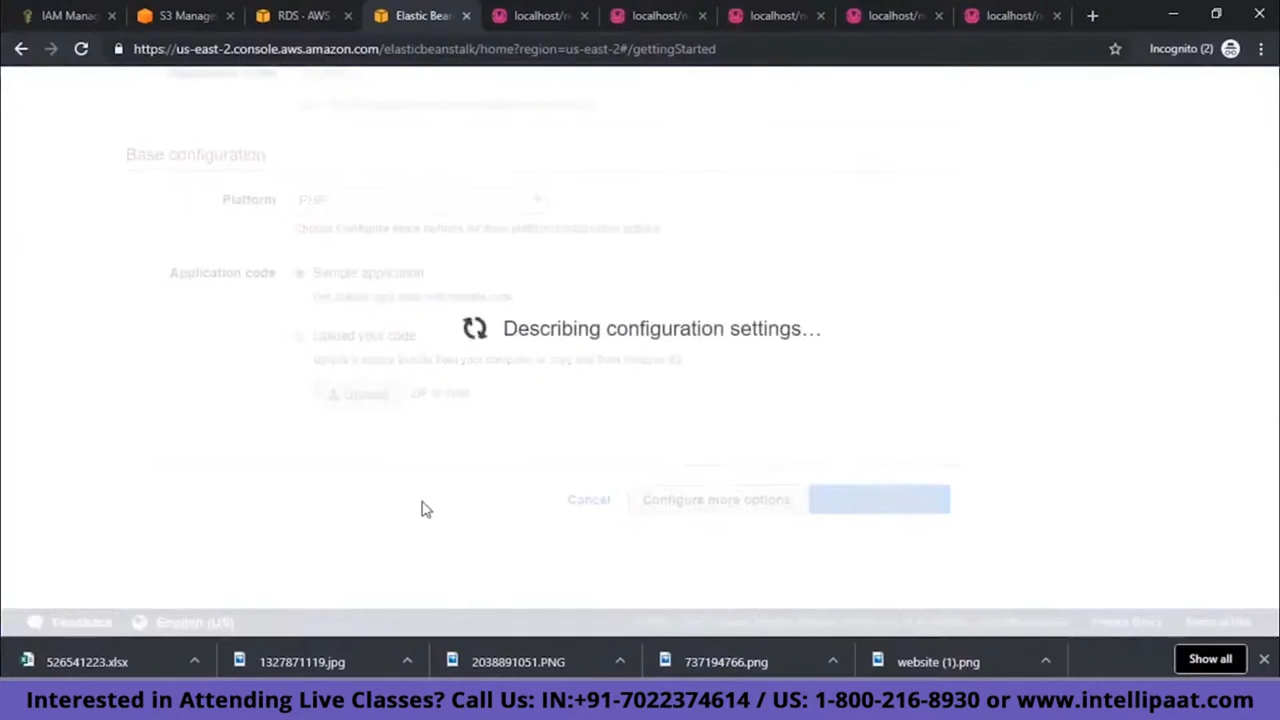 IAM Manag
S3 Manage
RDS · AWS
Elastic Bean
localhost/n
localhost/n
localhost/n
localhost/n
localhost/n
https://us-east-2.console.aws.amazon.com/elasticbeanstalk/home?region=us-east-2#/gettingStarted
Incognito (2)
Base configuration
Platform
PHP
Choose Configure more options for more platform configuration options.
Application code
Sample application
Get started right away with sample code.
Upload your code
Upload a source bundle from your computer or copy one from Amazon S3.
Upload
ZIP or WAR
Describing configuration settings…
Cancel
Configure more options
Feedback
English (US)
Privacy Policy
Terms of Use
526541223.xlsx
1327871119.jpg
2038891051.PNG
737194766.png
website (1).png
Show all
Interested in Attending Live Classes? Call Us: IN:+91-7022374614 / US: 1-800-216-8930 or www.intellipaat.com